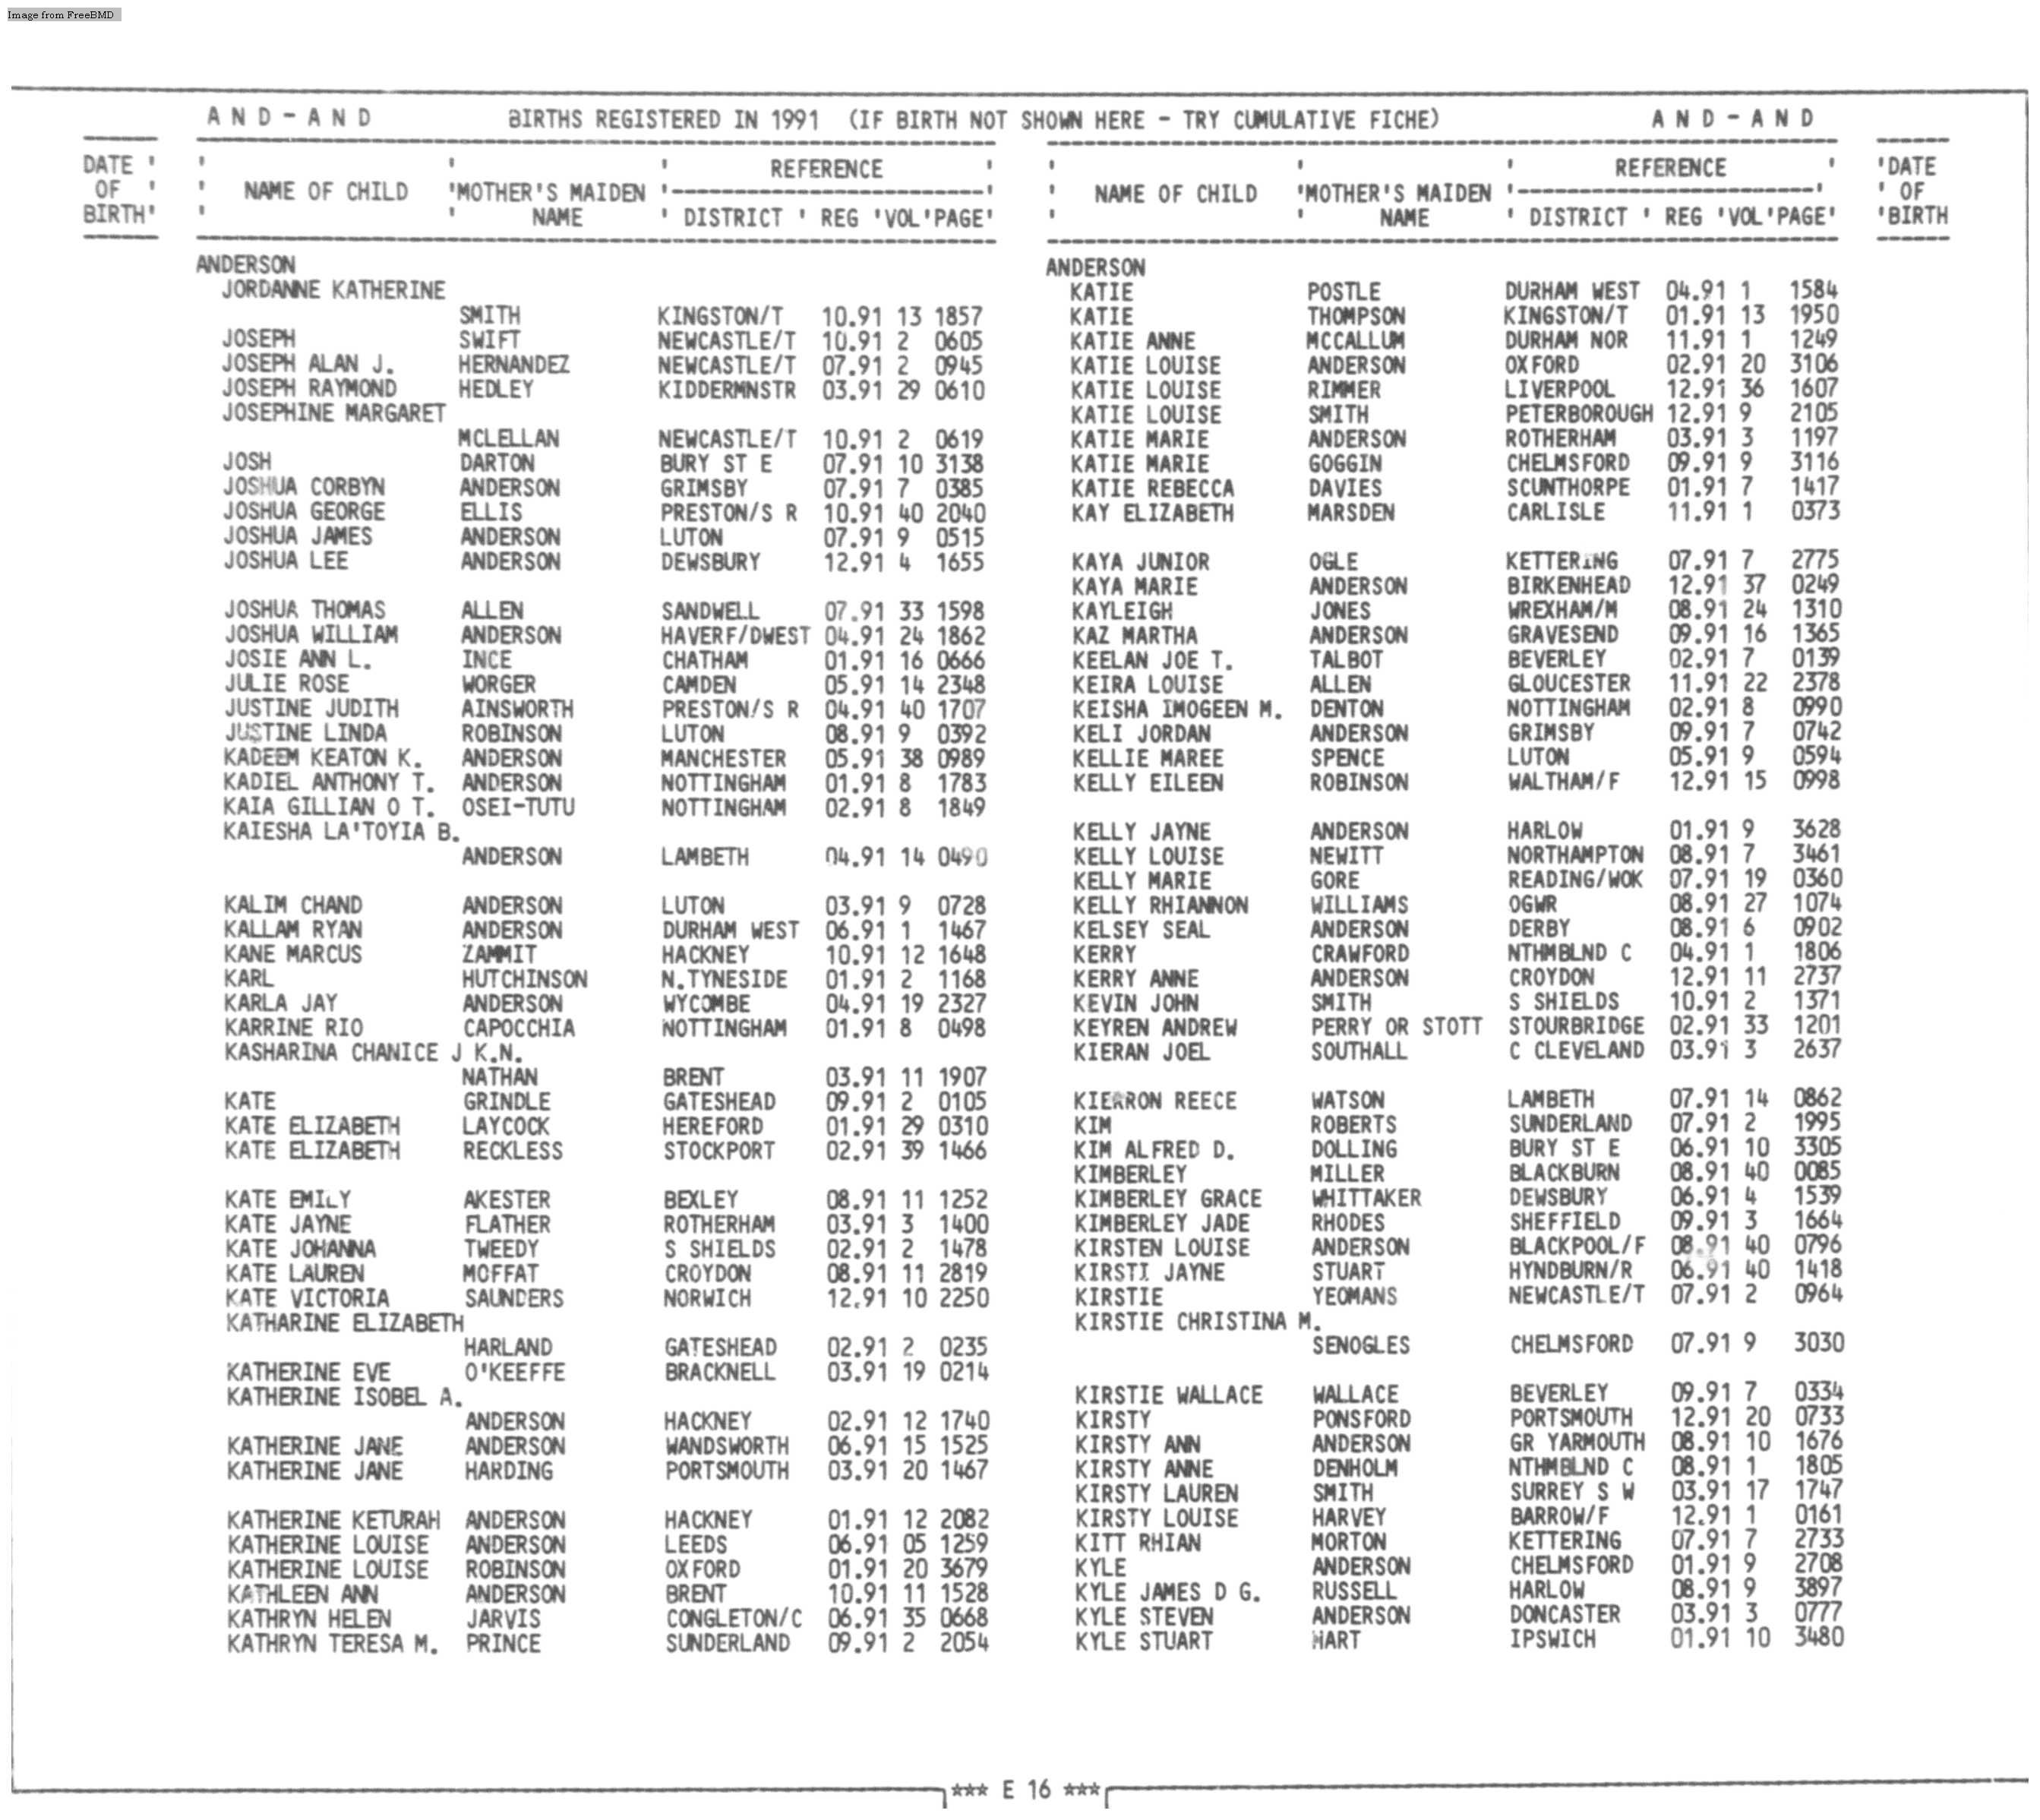 Image from FreeBMD
A N D - A N D BIRTHS REGISTERED IN 1991 (IF BIRTH NOT SHOWN HERE - TRY CUMULATIVE FICHE) A N D - A N D
DATE ' ' ' ' REFERENCE ' ' ' ' REFERENCE ' 'DATE
OF ' ' NAME OF CHILD 'MOTHER'S MAIDEN '-------------------------' ' NAME OF CHILD 'MOTHER'S MAIDEN '------------------------' ' OF
BIRTH' ' ' NAME ' DISTRICT ' REG 'VOL'PAGE' ' ' NAME ' DISTRICT ' REG 'VOL'PAGE' 'BIRTH
ANDERSON
JORDANNE KATHERINE
SMITH KINGSTON/T 10.91 13 1857
JOSEPH SWIFT NEWCASTLE/T 10.91 2 0605
JOSEPH ALAN J. HERNANDEZ NEWCASTLE/T 07.91 2 0945
JOSEPH RAYMOND HEDLEY KIDDERMNSTR 03.91 29 0610
JOSEPHINE MARGARET
MCLELLAN NEWCASTLE/T 10.91 2 0619
JOSH DARTON BURY ST E 07.91 10 3138
JOSHUA CORBYN ANDERSON GRIMSBY 07.91 7 0385
JOSHUA GEORGE ELLIS PRESTON/S R 10.91 40 2040
JOSHUA JAMES ANDERSON LUTON 07.91 9 0515
JOSHUA LEE ANDERSON DEWSBURY 12.91 4 1655
JOSHUA THOMAS ALLEN SANDWELL 07.91 33 1598
JOSHUA WILLIAM ANDERSON HAVERF/DWEST 04.91 24 1862
JOSIE ANN L. INCE CHATHAM 01.91 16 0666
JULIE ROSE WORGER CAMDEN 05.91 14 2348
JUSTINE JUDITH AINSWORTH PRESTON/S R 04.91 40 1707
JUSTINE LINDA ROBINSON LUTON 08.91 9 0392
KADEEM KEATON K. ANDERSON MANCHESTER 05.91 38 0989
KADIEL ANTHONY T. ANDERSON NOTTINGHAM 01.91 8 1783
KAIA GILLIAN O T. OSEI-TUTU NOTTINGHAM 02.91 8 1849
KAIESHA LA'TOYIA B.
ANDERSON LAMBETH 04.91 14 0490
KALIM CHAND ANDERSON LUTON 03.91 9 0728
KALLAM RYAN ANDERSON DURHAM WEST 06.91 1 1467
KANE MARCUS ZAMMIT HACKNEY 10.91 12 1648
KARL HUTCHINSON N.TYNESIDE 01.91 2 1168
KARLA JAY ANDERSON WYCOMBE 04.91 19 2327
KARRINE RIO CAPOCCHIA NOTTINGHAM 01.91 8 0498
KASHARINA CHANICE J K.N.
NATHAN BRENT 03.91 11 1907
KATE GRINDLE GATESHEAD 09.91 2 0105
KATE ELIZABETH LAYCOCK HEREFORD 01.91 29 0310
KATE ELIZABETH RECKLESS STOCKPORT 02.91 39 1466
KATE EMILY AKESTER BEXLEY 08.91 11 1252
KATE JAYNE FLATHER ROTHERHAM 03.91 3 1400
KATE JOHANNA TWEEDY S SHIELDS 02.91 2 1478
KATE LAUREN MOFFAT CROYDON 08.91 11 2819
KATE VICTORIA SAUNDERS NORWICH 12.91 10 2250
KATHARINE ELIZABETH
HARLAND GATESHEAD 02.91 2 0235
KATHERINE EVE O'KEEFFE BRACKNELL 03.91 19 0214
KATHERINE ISOBEL A.
ANDERSON HACKNEY 02.91 12 1740
KATHERINE JANE ANDERSON WANDSWORTH 06.91 15 1525
KATHERINE JANE HARDING PORTSMOUTH 03.91 20 1467
KATHERINE KETURAH ANDERSON HACKNEY 01.91 12 2082
KATHERINE LOUISE ANDERSON LEEDS 06.91 05 1259
KATHERINE LOUISE ROBINSON OXFORD 01.91 20 3679
KATHLEEN ANN ANDERSON BRENT 10.91 11 1528
KATHRYN HELEN JARVIS CONGLETON/C 06.91 35 0668
KATHRYN TERESA M. PRINCE SUNDERLAND 09.91 2 2054
ANDERSON
KATIE POSTLE DURHAM WEST 04.91 1 1584
KATIE THOMPSON KINGSTON/T 01.91 13 1950
KATIE ANNE MCCALLUM DURHAM NOR 11.91 1 1249
KATIE LOUISE ANDERSON OXFORD 02.91 20 3106
KATIE LOUISE RIMMER LIVERPOOL 12.91 36 1607
KATIE LOUISE SMITH PETERBOROUGH 12.91 9 2105
KATIE MARIE ANDERSON ROTHERHAM 03.91 3 1197
KATIE MARIE GOGGIN CHELMSFORD 09.91 9 3116
KATIE REBECCA DAVIES SCUNTHORPE 01.91 7 1417
KAY ELIZABETH MARSDEN CARLISLE 11.91 1 0373
KAYA JUNIOR OGLE KETTERING 07.91 7 2775
KAYA MARIE ANDERSON BIRKENHEAD 12.91 37 0249
KAYLEIGH JONES WREXHAM/M 08.91 24 1310
KAZ MARTHA ANDERSON GRAVESEND 09.91 16 1365
KEELAN JOE T. TALBOT BEVERLEY 02.91 7 0139
KEIRA LOUISE ALLEN GLOUCESTER 11.91 22 2378
KEISHA IMOGEEN M. DENTON NOTTINGHAM 02.91 8 0990
KELI JORDAN ANDERSON GRIMSBY 09.91 7 0742
KELLIE MAREE SPENCE LUTON 05.91 9 0594
KELLY EILEEN ROBINSON WALTHAM/F 12.91 15 0998
KELLY JAYNE ANDERSON HARLOW 01.91 9 3628
KELLY LOUISE NEWITT NORTHAMPTON 08.91 7 3461
KELLY MARIE GORE READING/WOK 07.91 19 0360
KELLY RHIANNON WILLIAMS OGWR 08.91 27 1074
KELSEY SEAL ANDERSON DERBY 08.91 6 0902
KERRY CRAWFORD NTHMBLND C 04.91 1 1806
KERRY ANNE ANDERSON CROYDON 12.91 11 2737
KEVIN JOHN SMITH S SHIELDS 10.91 2 1371
KEYREN ANDREW PERRY OR STOTT STOURBRIDGE 02.91 33 1201
KIERAN JOEL SOUTHALL C CLEVELAND 03.91 3 2637
KIERRON REECE WATSON LAMBETH 07.91 14 0862
KIM ROBERTS SUNDERLAND 07.91 2 1995
KIM ALFRED D. DOLLING BURY ST E 06.91 10 3305
KIMBERLEY MILLER BLACKBURN 08.91 40 0085
KIMBERLEY GRACE WHITTAKER DEWSBURY 06.91 4 1539
KIMBERLEY JADE RHODES SHEFFIELD 09.91 3 1664
KIRSTEN LOUISE ANDERSON BLACKPOOL/F 08.91 40 0796
KIRSTI JAYNE STUART HYNDBURN/R 06.91 40 1418
KIRSTIE YEOMANS NEWCASTLE/T 07.91 2 0964
KIRSTIE CHRISTINA M.
SENOGLES CHELMSFORD 07.91 9 3030
KIRSTIE WALLACE WALLACE BEVERLEY 09.91 7 0334
KIRSTY PONSFORD PORTSMOUTH 12.91 20 0733
KIRSTY ANN ANDERSON GR YARMOUTH 08.91 10 1676
KIRSTY ANNE DENHOLM NTHMBLND C 08.91 1 1805
KIRSTY LAUREN SMITH SURREY S W 03.91 17 1747
KIRSTY LOUISE HARVEY BARROW/F 12.91 1 0161
KITT RHIAN MORTON KETTERING 07.91 7 2733
KYLE ANDERSON CHELMSFORD 01.91 9 2708
KYLE JAMES D G. RUSSELL HARLOW 08.91 9 3897
KYLE STEVEN ANDERSON DONCASTER 03.91 3 0777
KYLE STUART HART IPSWICH 01.91 10 3480
*** E 16 ***